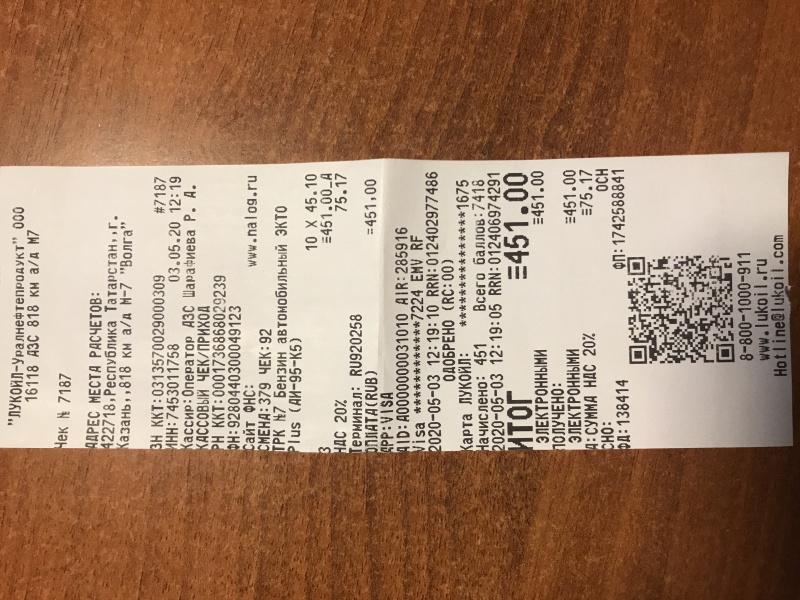 "ЛУКОЙЛ-Уралнефтепродукт" ООО
16118 АЗС 818 км а/д М7
Чек № 7187
АДРЕС МЕСТА РАСЧЕТОВ:
422718,Республика Татарстан,,г.
Казань,,818 км а/д М-7 "Волга"
ЗН ККТ:0313570029000309 #7187
ИНН:7453011758 03.05.20 12:19
Кассир:Оператор АЗС Шарафиева Р. А.
КАССОВЫЙ ЧЕК/ПРИХОД
РН ККТ:0001736868029239
ФН:9280440300049123
Сайт ФНС: www.nalog.ru
СМЕНА:379 ЧЕК:92
ТРК №7 Бензин автомобильный ЭКТО
Plus (АИ-95-К5)
10 X 45.10
3 ≡451.00_А
НДС 20% 75.17
Терминал: RU920258
ОПЛАТА(RUB) =451,00
APP:VISA
AID:A0000000031010 AIR:285916
Visa ************7224 EMV RF
2020-05-03 12:19:10 RRN:012402977486
ОДОБРЕНО (RC:00)
Карта ЛУКОЙЛ: ***************1675
Начислено: 451 Всего баллов:7418
2020-05-03 12:19:05 RRN:012406974291
ИТОГ ≡451.00
ЭЛЕКТРОННЫМИ ≡451.00
ПОЛУЧЕНО:
ЭЛЕКТРОННЫМИ ≡451.00
А:СУММА НДС 20% ≡75.17
СНО: ОСН
ФД:138414 ФП:1742588841
8-800-1000-911
www.lukoil.ru
Hotline@lukoil.com